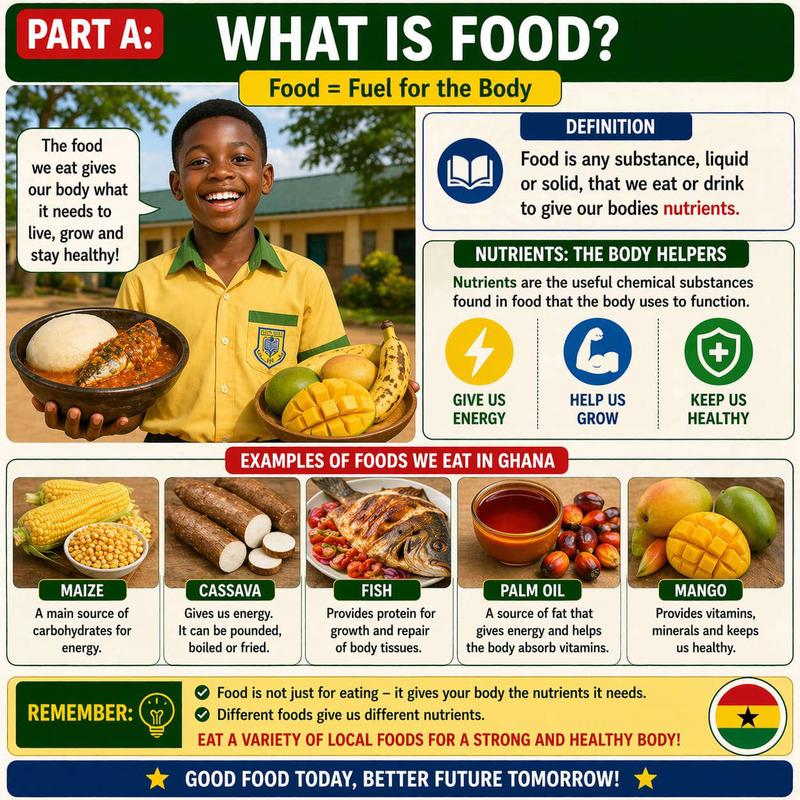 PART A:
WHAT IS FOOD?
Food = Fuel for the Body
The food
we eat gives
our body what
it needs to
live, grow and
stay healthy!
DEFINITION
Food is any substance, liquid
or solid, that we eat or drink
to give our bodies nutrients.
NUTRIENTS: THE BODY HELPERS
Nutrients are the useful chemical substances
found in food that the body uses to function.
GIVE US
ENERGY
HELP US
GROW
KEEP US
HEALTHY
EXAMPLES OF FOODS WE EAT IN GHANA
MAIZE
A main source of
carbohydrates for
energy.
CASSAVA
Gives us energy.
It can be pounded,
boiled or fried.
FISH
Provides protein for
growth and repair
of body tissues.
PALM OIL
A source of fat that
gives energy and helps
the body absorb vitamins.
MANGO
Provides vitamins,
minerals and keeps
us healthy.
REMEMBER:
Food is not just for eating – it gives your body the nutrients it needs.
Different foods give us different nutrients.
EAT A VARIETY OF LOCAL FOODS FOR A STRONG AND HEALTHY BODY!
GOOD FOOD TODAY, BETTER FUTURE TOMORROW!